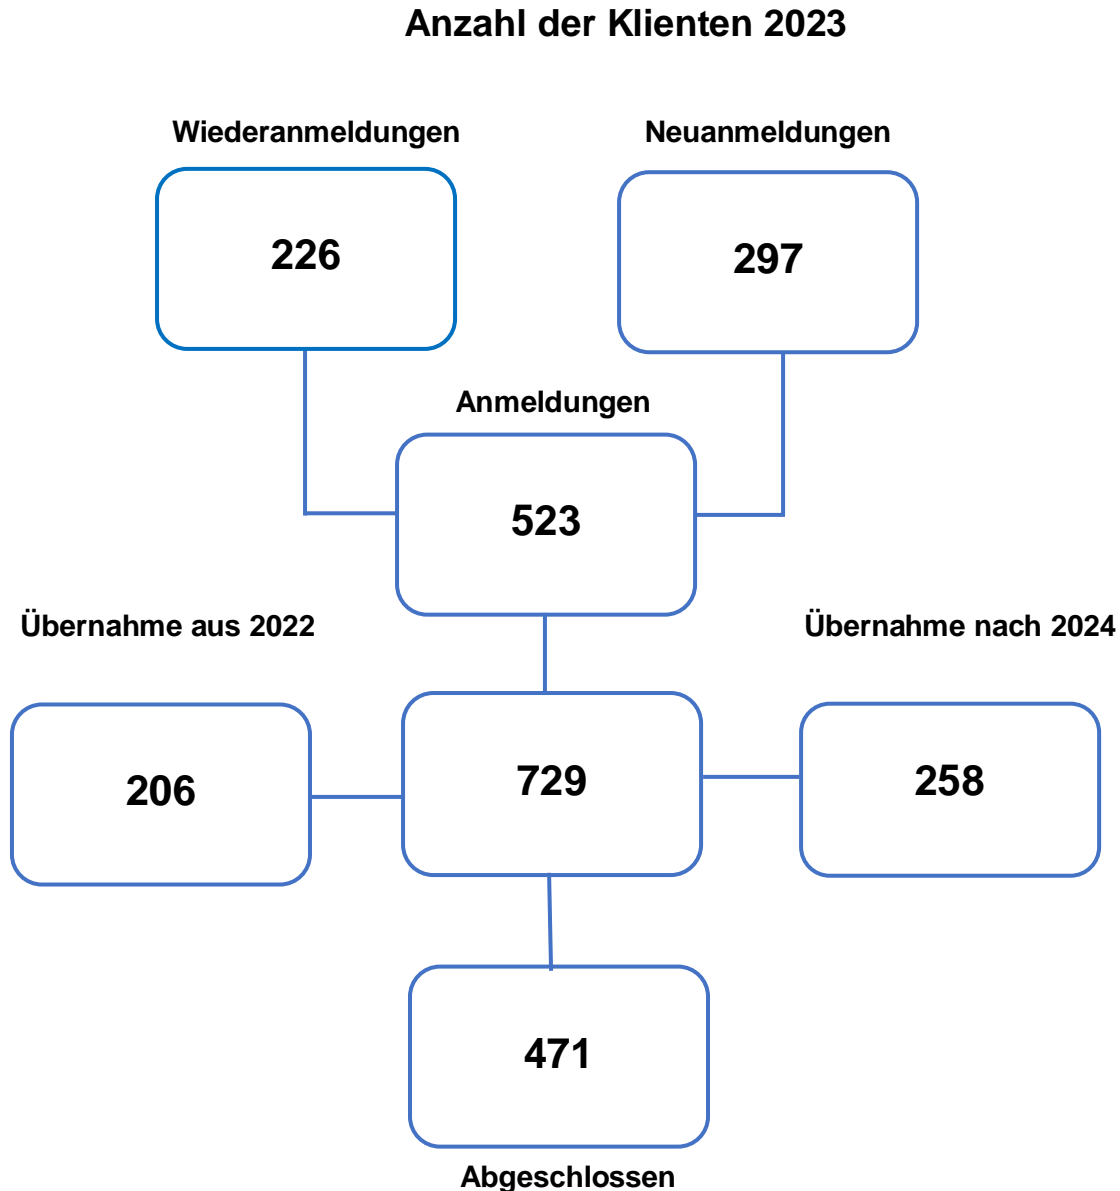 Anzahl der Klienten 2023
Wiederanmeldungen
Neuanmeldungen
226
297
Anmeldungen
523
Übernahme aus 2022
Übernahme nach 2024
206
729
258
471
Abgeschlossen